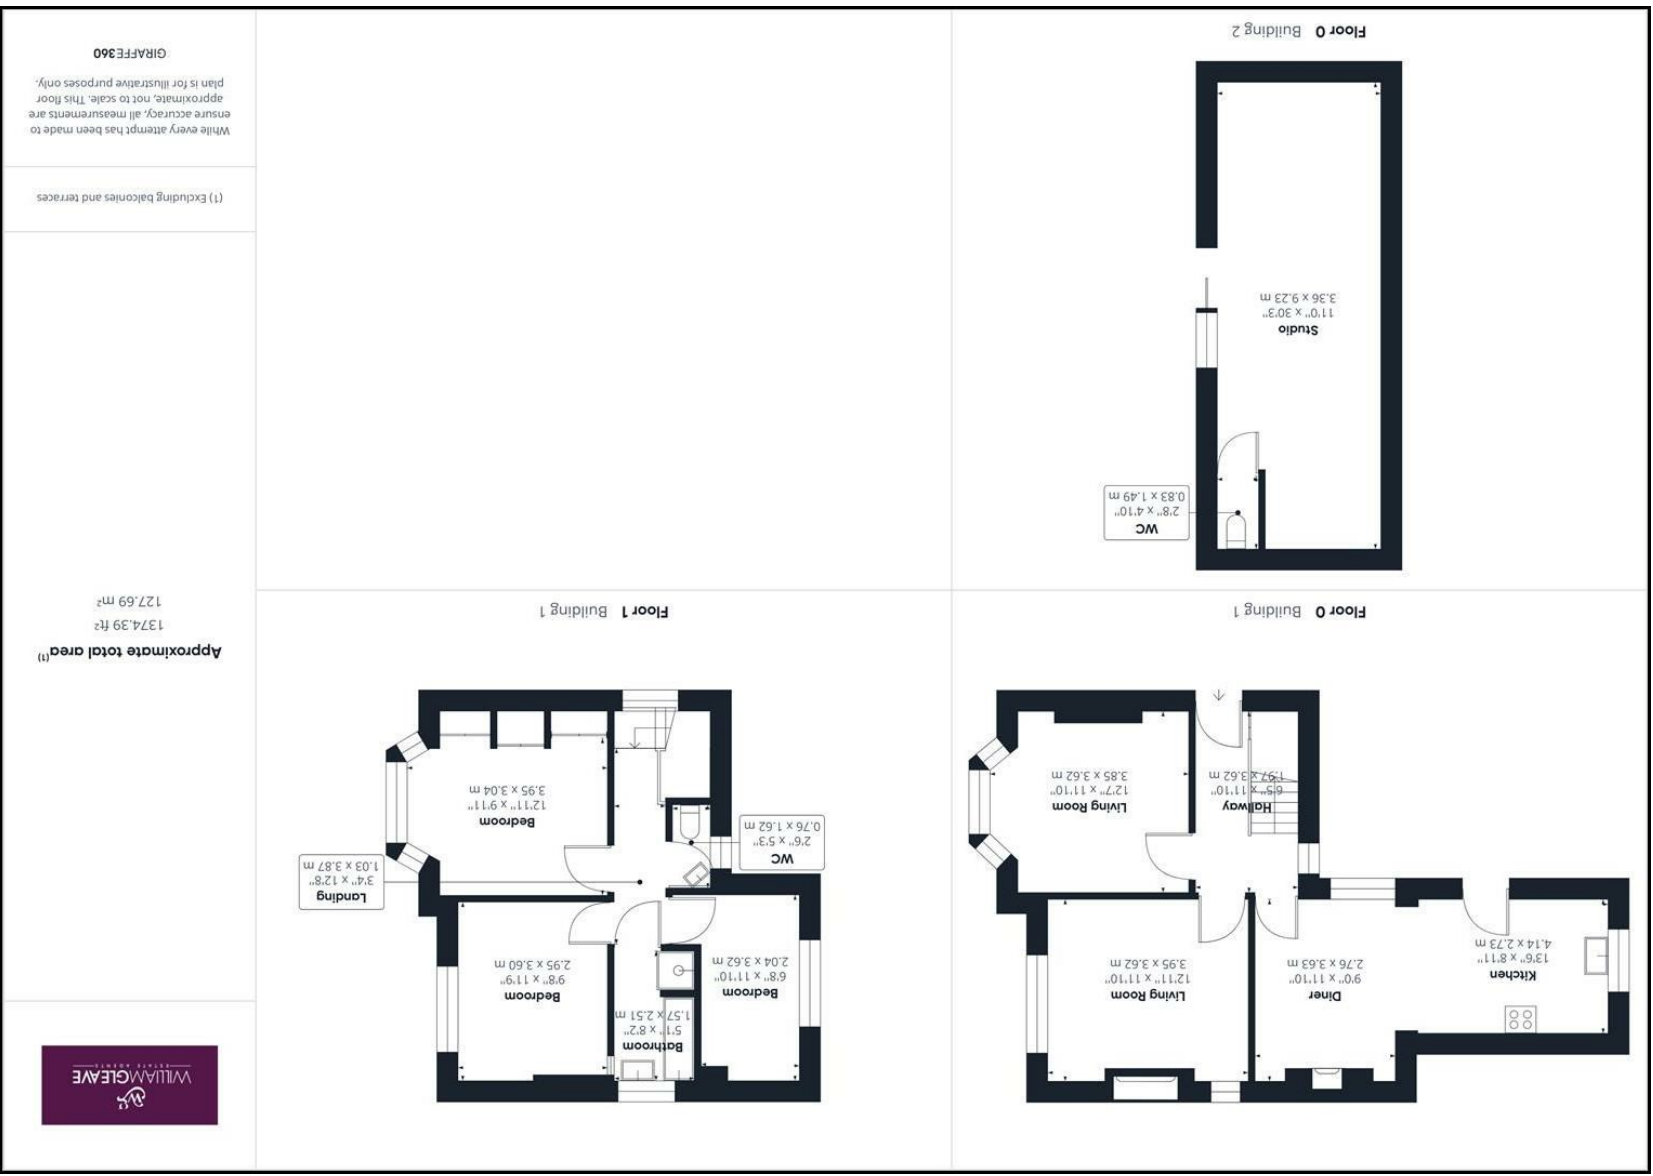 Kitchen
13'6" x 8'11"
4.14 x 2.73 m
Diner
9'0" x 11'10"
2.76 x 3.63 m
Living Room
12'11" x 11'10"
3.95 x 3.62 m
Hallway
6'5" x 11'10"
1.97 x 3.62 m
Living Room
12'7" x 11'10"
3.85 x 3.62 m
Floor 0 Building 1
Bathroom
5'1" x 8'2"
1.57 x 2.51 m
Bedroom
6'8" x 11'10"
2.04 x 3.62 m
Bedroom
9'8" x 11'9"
2.95 x 3.60 m
Landing
3'4" x 12'8"
1.03 x 3.87 m
WC
2'6" x 5'3"
0.76 x 1.62 m
Bedroom
12'11" x 9'11"
3.95 x 3.04 m
Floor 1 Building 1
WC
2'8" x 4'10"
0.83 x 1.49 m
Studio
11'0" x 30'3"
3.36 x 9.23 m
Floor 0 Building 2
WG
WILLIAMGLEAVE
ESTATE AGENTS
Approximate total area(1)
1374.39 ft²
127.69 m²
(1) Excluding balconies and terraces
While every attempt has been made to
ensure accuracy, all measurements are
approximate, not to scale. This floor
plan is for illustrative purposes only.
GIRAFFE360